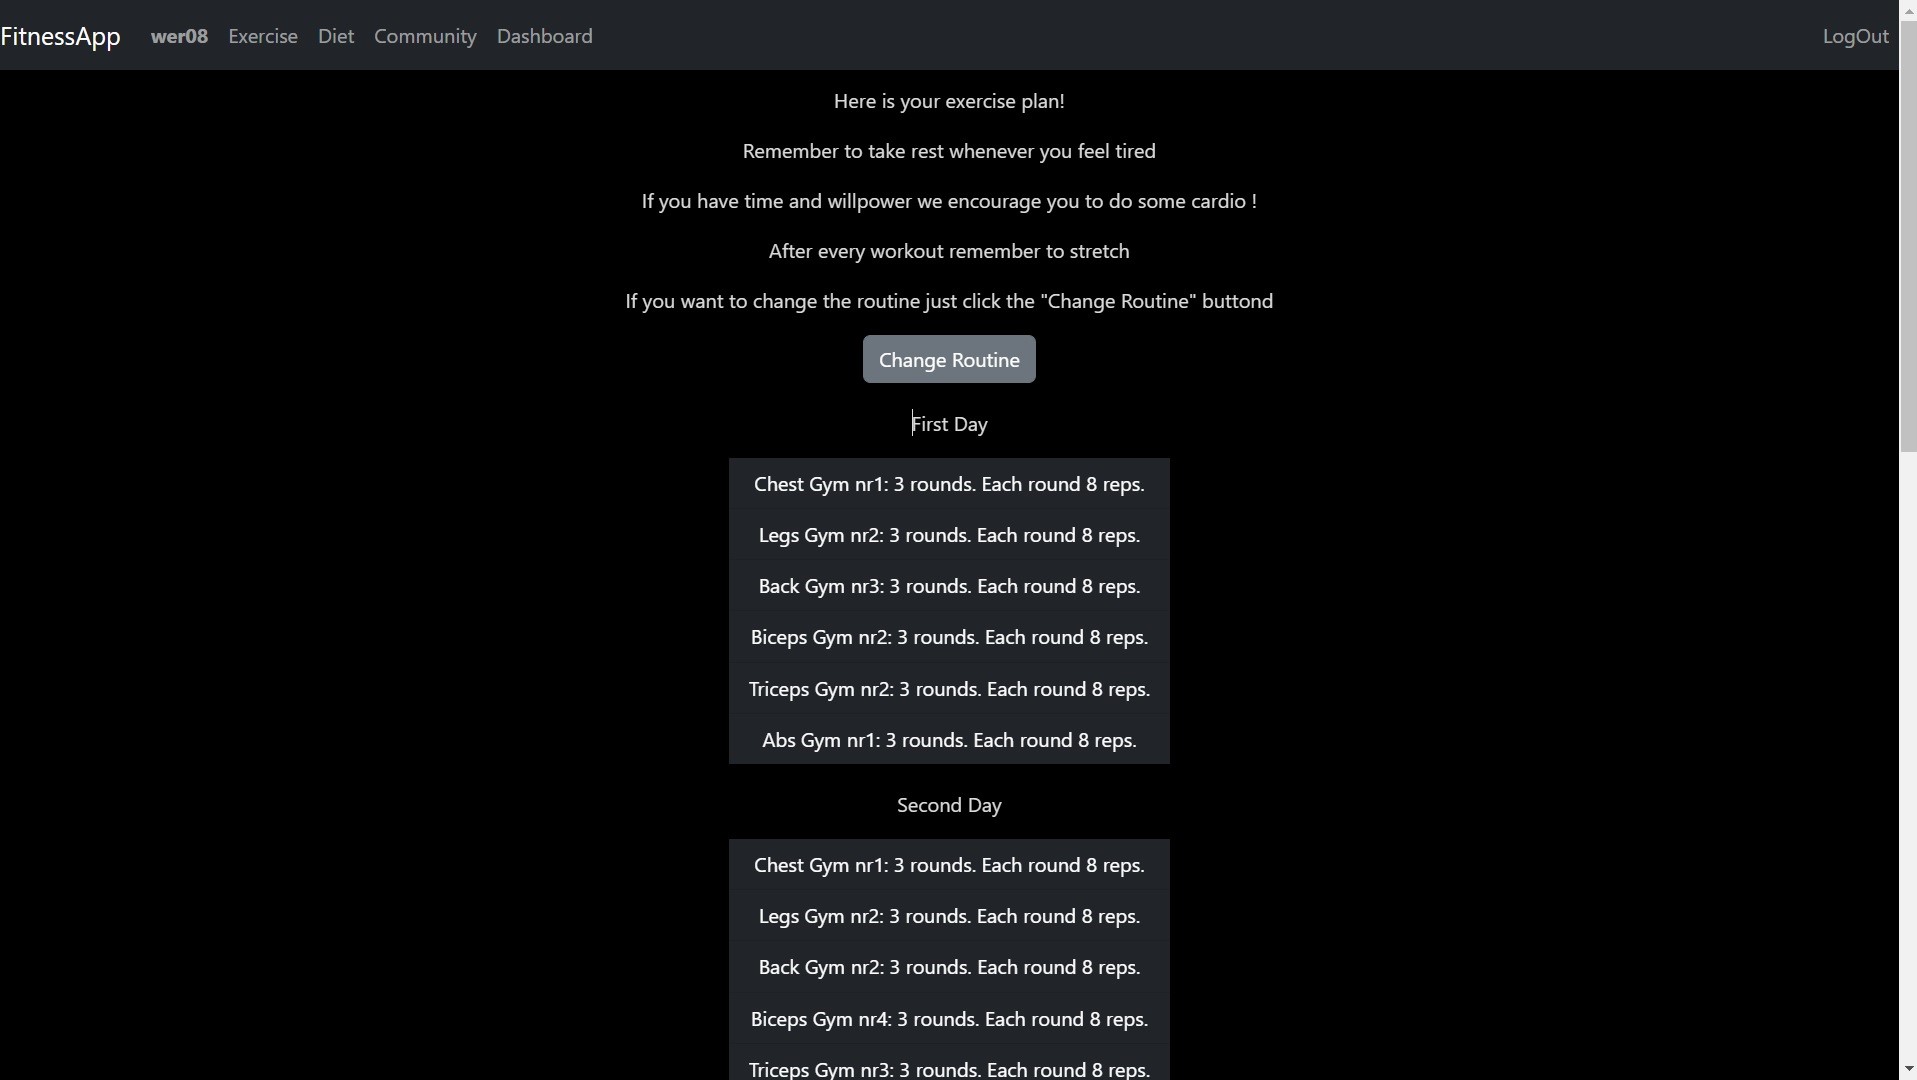 FitnessApp wer08 Exercise Diet Community Dashboard LogOut
Here is your exercise plan!
Remember to take rest whenever you feel tired
If you have time and willpower we encourage you to do some cardio !
After every workout remember to stretch
If you want to change the routine just click the "Change Routine" buttond
Change Routine
First Day
Chest Gym nr1: 3 rounds. Each round 8 reps.
Legs Gym nr2: 3 rounds. Each round 8 reps.
Back Gym nr3: 3 rounds. Each round 8 reps.
Biceps Gym nr2: 3 rounds. Each round 8 reps.
Triceps Gym nr2: 3 rounds. Each round 8 reps.
Abs Gym nr1: 3 rounds. Each round 8 reps.
Second Day
Chest Gym nr1: 3 rounds. Each round 8 reps.
Legs Gym nr2: 3 rounds. Each round 8 reps.
Back Gym nr2: 3 rounds. Each round 8 reps.
Biceps Gym nr4: 3 rounds. Each round 8 reps.
Triceps Gym nr3: 3 rounds. Each round 8 reps.